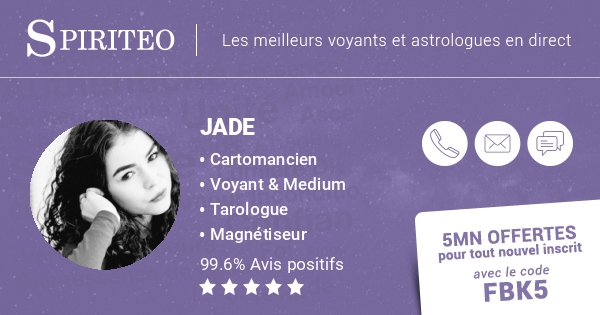 SPIRITEO
Les meilleurs voyants et astrologues en direct
JADE
• Cartomancien
• Voyant & Medium
• Tarologue
• Magnétiseur
99.6% Avis positifs
5MN OFFERTES
pour tout nouvel inscrit
avec le code
FBK5